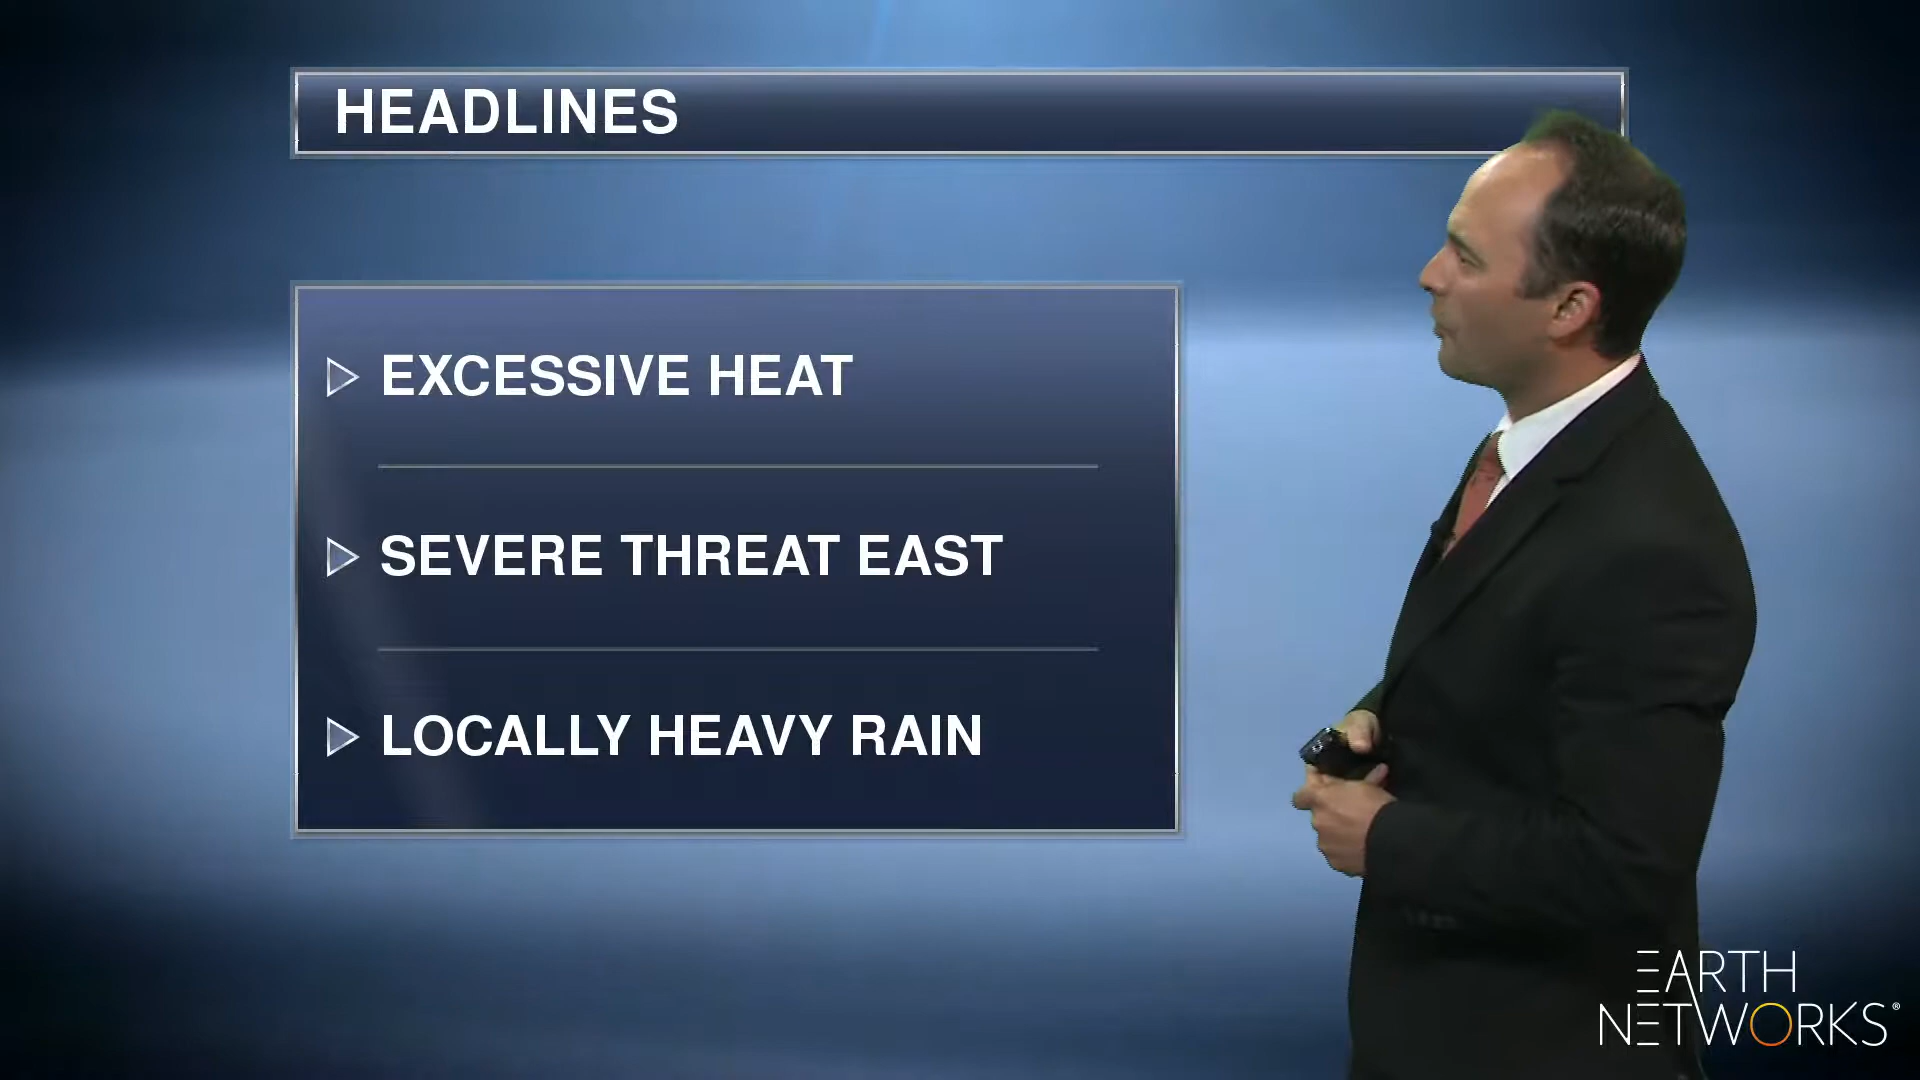 HEADLINES
EXCESSIVE HEAT
SEVERE THREAT EAST
LOCALLY HEAVY RAIN
EARTH
NETWORKS®